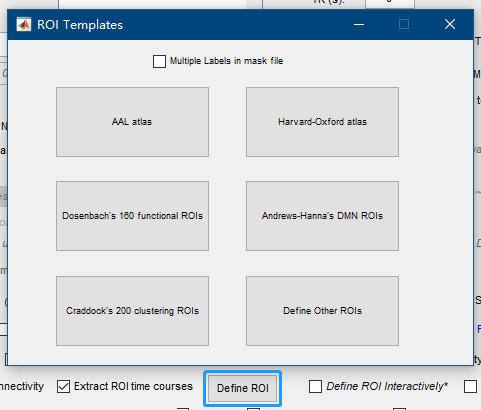 TR (s):
ROI Templates
Multiple Labels in mask file
AAL atlas
Harvard-Oxford atlas
Dosenbach's 160 functional ROIs
Andrews-Hanna's DMN ROIs
Craddock's 200 clustering ROIs
Define Other ROIs
nnectivity
Extract ROI time courses
Define ROI
Define ROI Interactively*